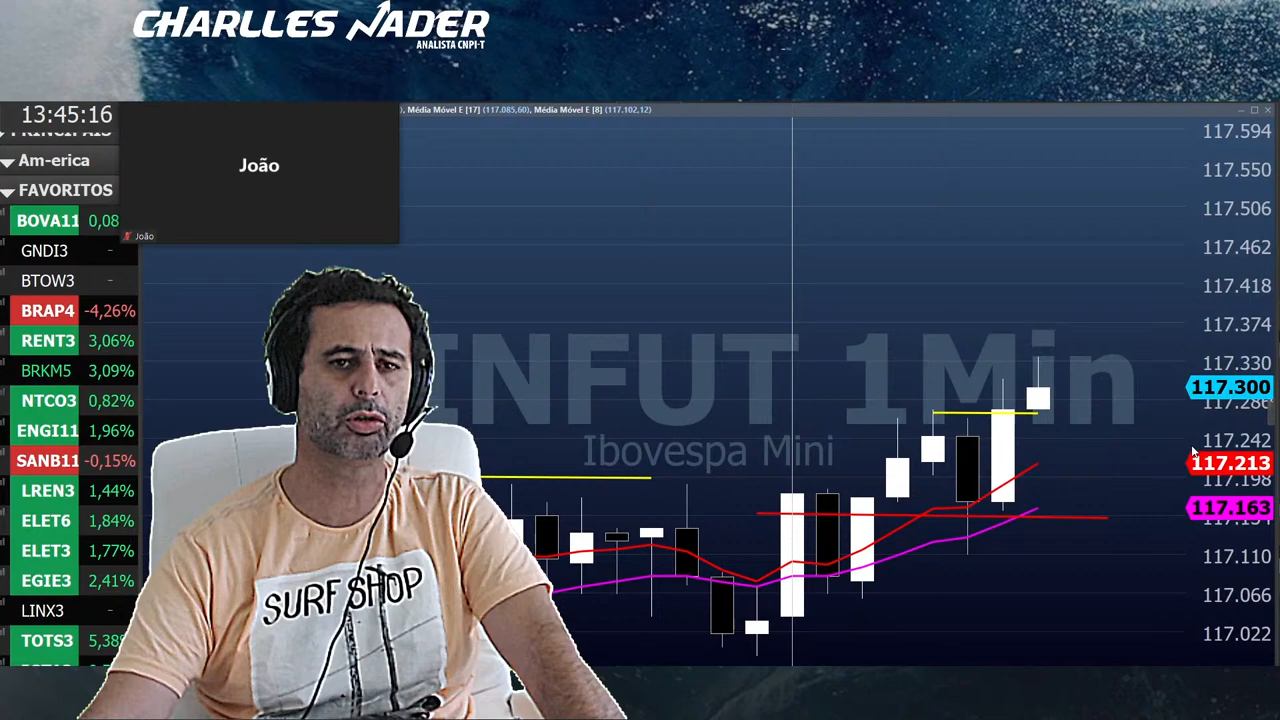 CHARLLES NADER
ANALISTA CNPI-T
13:45:16
Média Móvel E [17] (117.085,60), Média Móvel E [8] (117.102,12)
PRINCIPAIS
Am-erica
FAVORITOS
BOVA11 0,08
GNDI3 -
BTOW3 -
BRAP4 -4,26%
RENT3 3,06%
BRKM5 3,09%
NTCO3 0,82%
ENGI11 1,96%
SANB11 -0,15%
LREN3 1,44%
ELET6 1,84%
ELET3 1,77%
EGIE3 2,41%
LINX3 -
TOTS3 5,38
João
João
INFUT 1Min
Ibovespa Mini
SURF SHOP
117.594
117.550
117.506
117.462
117.418
117.374
117.330
117.300
117.286
117.242
117.213
117.198
117.163
117.110
117.066
117.022